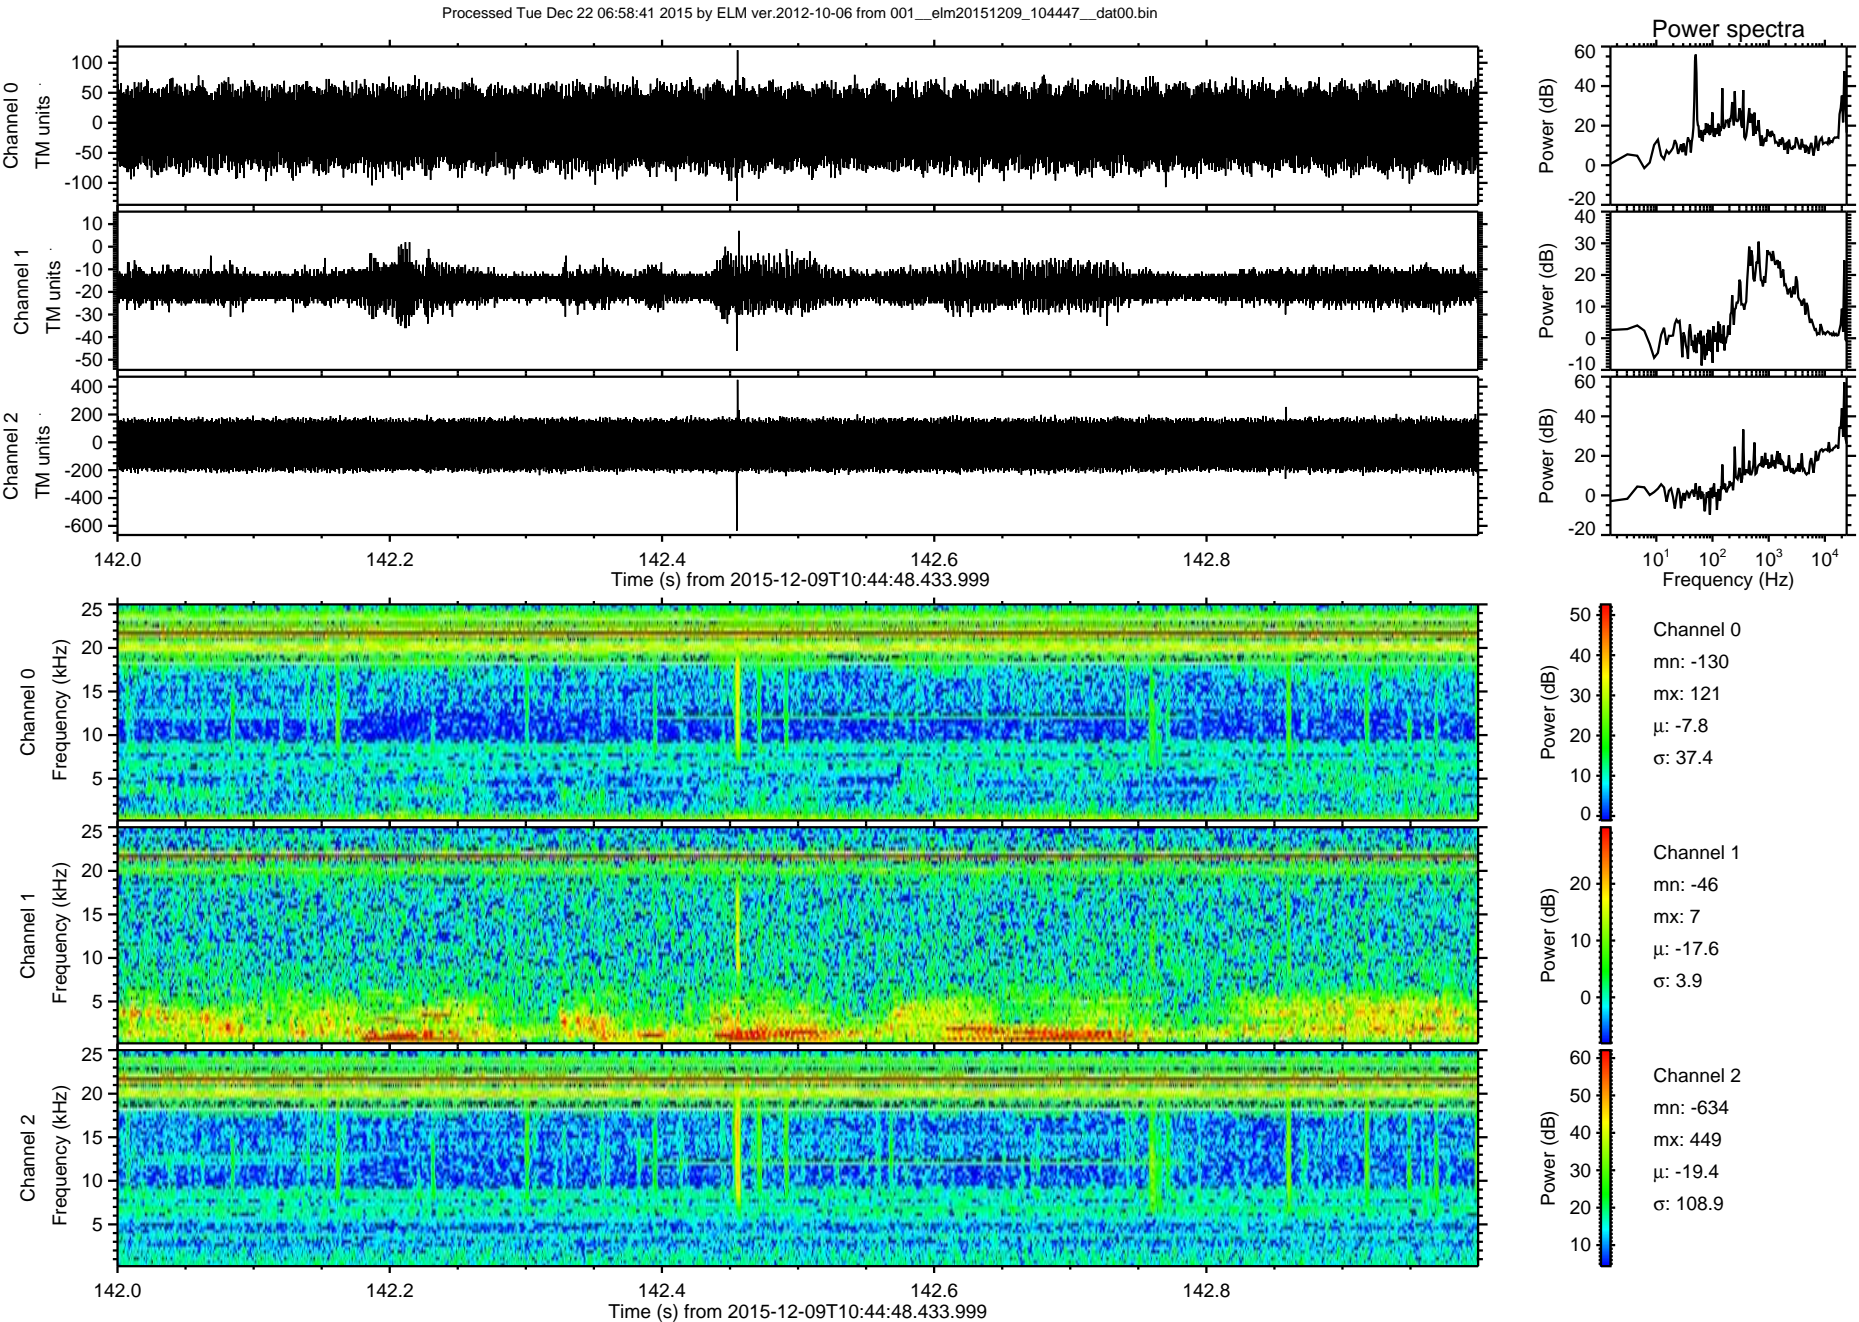 Processed Tue Dec 22 06:58:41 2015 by ELM ver.2012-10-06 from 001__elm20151209_104447__dat00.bin
Power spectra
Channel 0
TM units
100
50
0
-50
-100
Power (dB)
60
40
20
0
-20
Channel 1
TM units
10
0
-10
-20
-30
-40
-50
Power (dB)
40
30
20
10
0
-10
Channel 2
TM units
400
200
0
-200
-400
-600
Power (dB)
60
40
20
0
-20
142.0 142.2 142.4 142.6 142.8
Time (s) from 2015-12-09T10:44:48.433.999
10¹ 10² 10³ 10⁴
Frequency (Hz)
Channel 0
Frequency (kHz)
25
20
15
10
5
Power (dB)
50
40
30
20
10
0
Channel 0
mn: -130
mx: 121
μ: -7.8
σ: 37.4
Channel 1
Frequency (kHz)
25
20
15
10
5
Power (dB)
20
10
0
Channel 1
mn: -46
mx: 7
μ: -17.6
σ: 3.9
Channel 2
Frequency (kHz)
25
20
15
10
5
Power (dB)
60
50
40
30
20
10
Channel 2
mn: -634
mx: 449
μ: -19.4
σ: 108.9
142.0 142.2 142.4 142.6 142.8
Time (s) from 2015-12-09T10:44:48.433.999